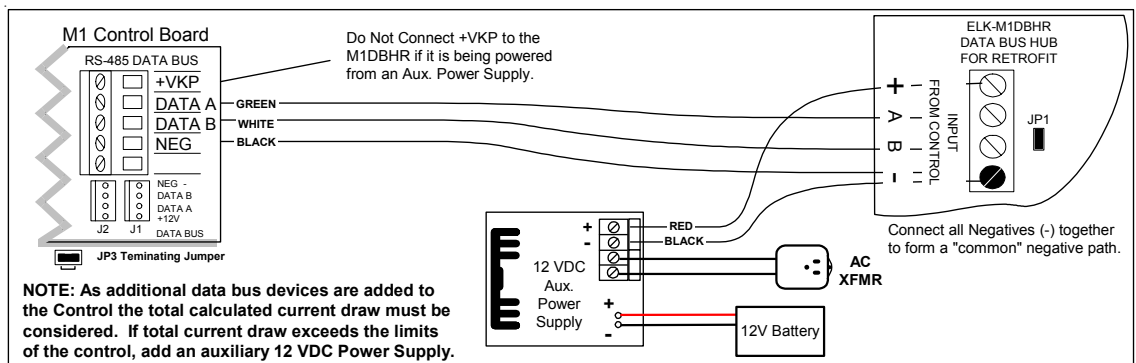 M1 Control Board
RS-485 DATA BUS
+VKP
DATA A
DATA B
NEG
GREEN
WHITE
BLACK
NEG -
DATA B
DATA A
+12V
J2
J1
DATA BUS
JP3 Teminating Jumper
NOTE: As additional data bus devices are added to
the Control the total calculated current draw must be
considered. If total current draw exceeds the limits
of the control, add an auxiliary 12 VDC Power Supply.
Do Not Connect +VKP to the
M1DBHR if it is being powered
from an Aux. Power Supply.
+
-
RED
BLACK
12 VDC
Aux.
Power
Supply
+
-
AC
XFMR
12V Battery
ELK-M1DBHR
DATA BUS HUB
FOR RETROFIT
+
A
B
-
FROM CONTROL
INPUT
JP1
Connect all Negatives (-) together
to form a "common" negative path.